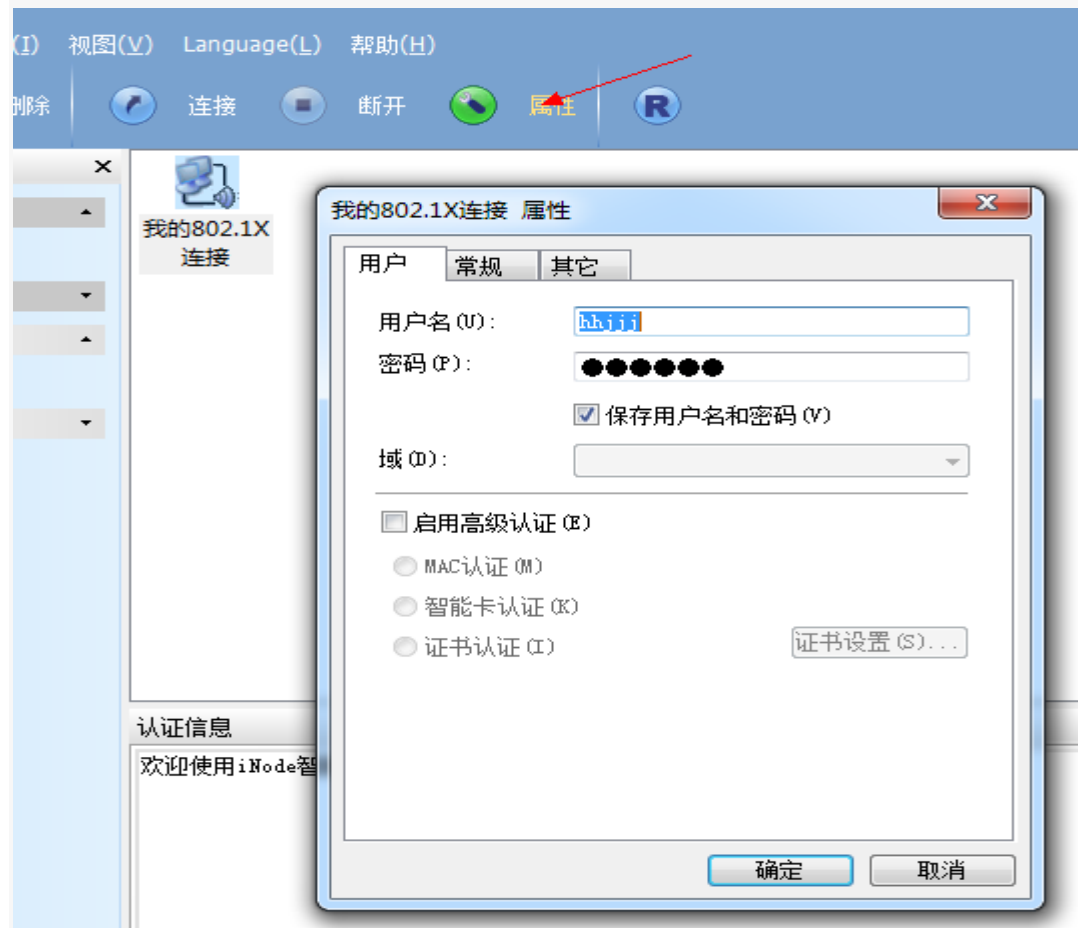 (I) 视图(V) Language(L) 帮助(H)
删除 连接 断开 属性 R
我的802.1X
连接
我的802.1X连接 属性
用户 常规 其它
用户名(U): hhjjj
密码(P): ●●●●●●
保存用户名和密码(V)
域(D):
启用高级认证(E)
MAC认证(M)
智能卡认证(K)
证书认证(I) 证书设置(S)...
认证信息
欢迎使用iNode智
确定 取消